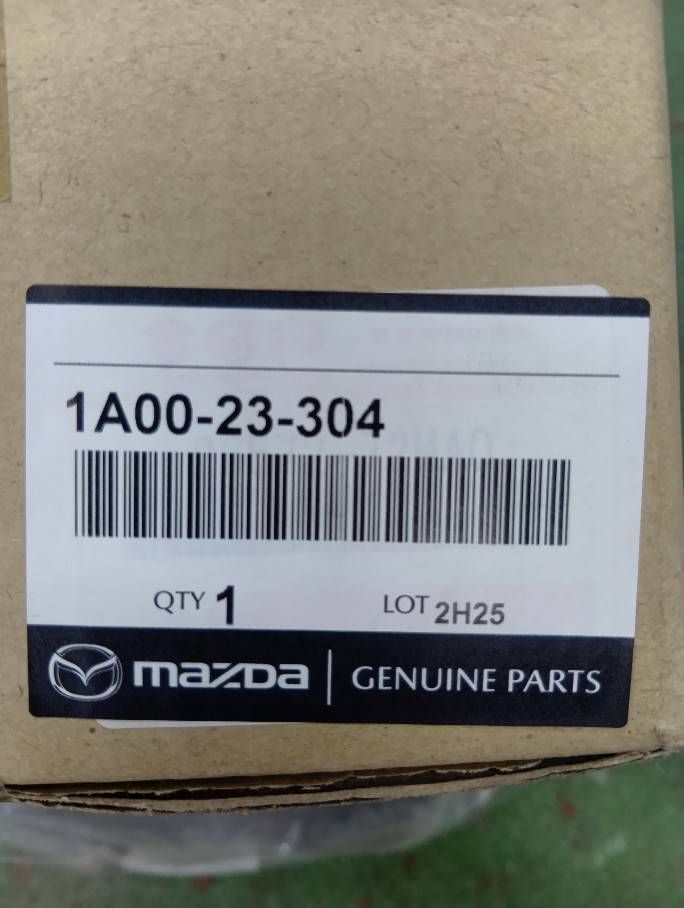 1A00-23-304
QTY 1
LOT 2H25
mazda | GENUINE PARTS